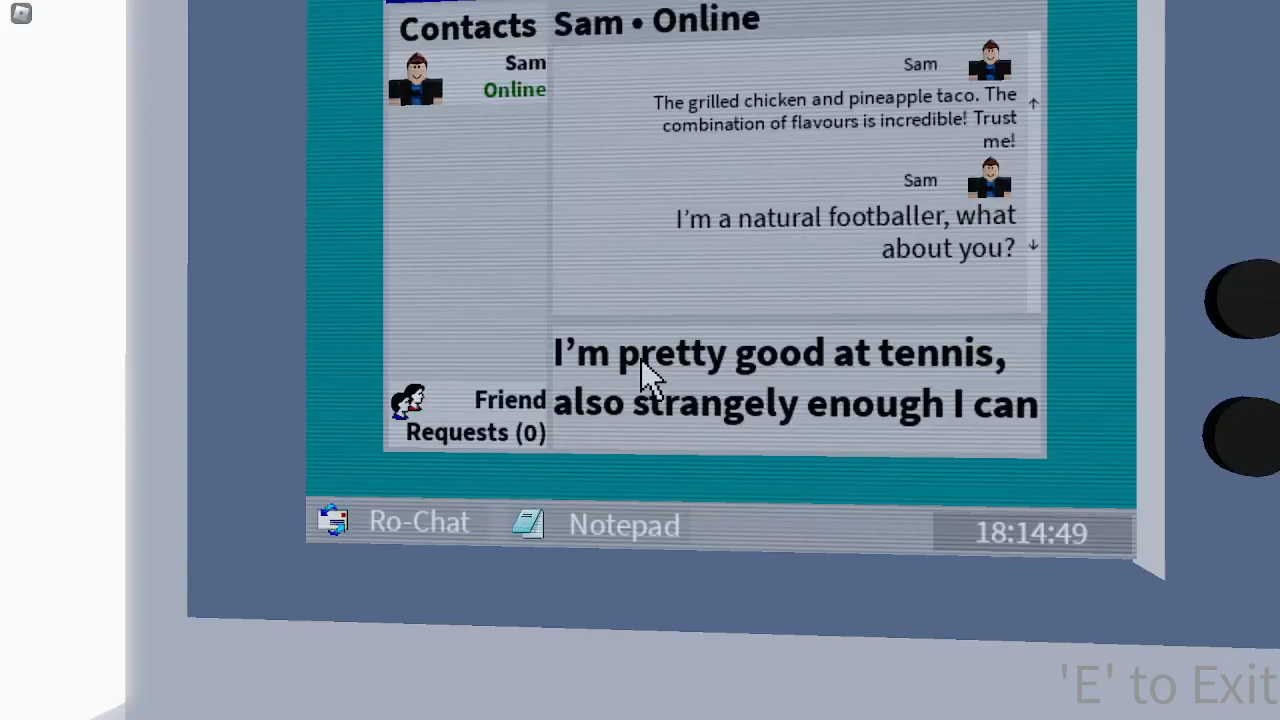 Contacts
Sam • Online
Sam
Online
Sam
The grilled chicken and pineapple taco. The
combination of flavours is incredible! Trust
me!
Sam
I'm a natural footballer, what
about you?
I'm pretty good at tennis,
also strangely enough I can
Friend
Requests (0)
Ro-Chat
Notepad
18:14:49
'E' to Exit